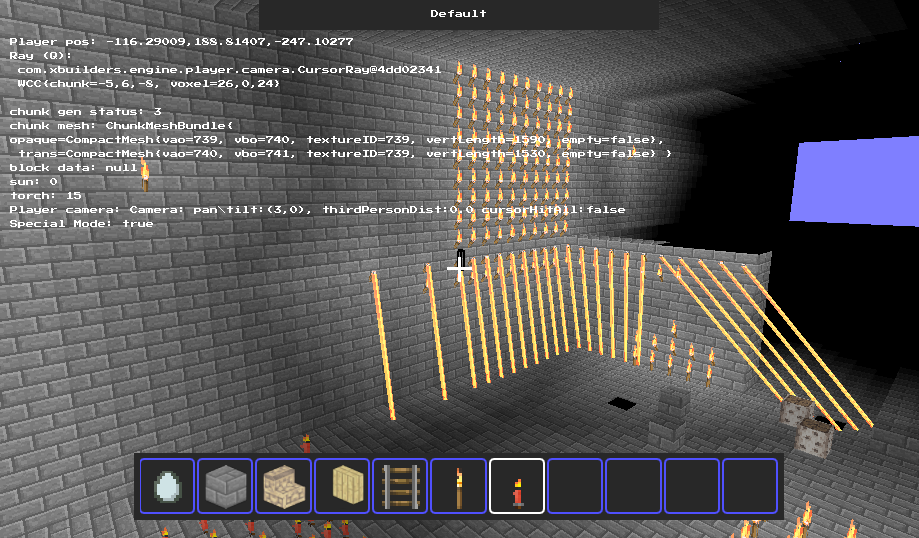 Default
Player pos: -116.29009,188.81407,-247.10277
Ray (Q):
com.xbuilders.engine.player.camera.CursorRay@4dd02341
WCC{chunk=-5,6,-8, voxel=26,0,24}
chunk gen status: 3
chunk mesh: ChunkMeshBundle{
opaque=CompactMesh{vao=739, vbo=740, textureID=739, vertLength=1590, empty=false},
trans=CompactMesh{vao=740, vbo=741, textureID=739, vertLength=1530, empty=false} }
block data: null
sun: 0
torch: 15
Player camera: Camera: pan\tilt:(3,0), thirdPersonDist:0.0 cursorHitAll:false
Special Mode: true